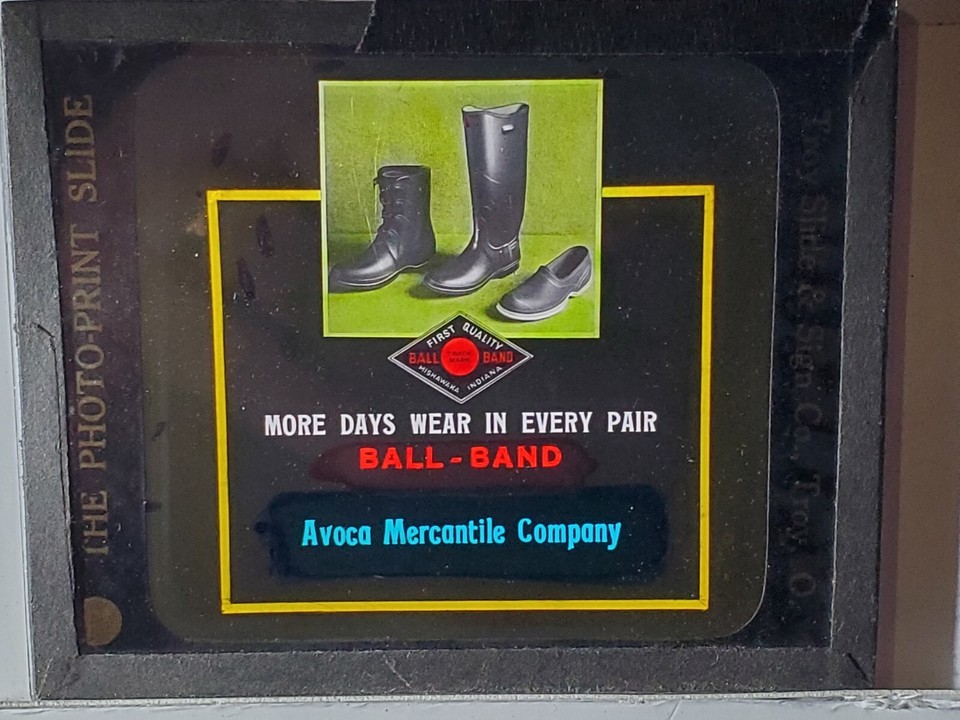 THE PHOTO-PRINT SLIDE
FIRST QUALITY
BALL TRADE MARK BAND
MISHAWAKA INDIANA
MORE DAYS WEAR IN EVERY PAIR
BALL-BAND
Avoca Mercantile Company
Troy Slide & Sign Co., Troy, O.